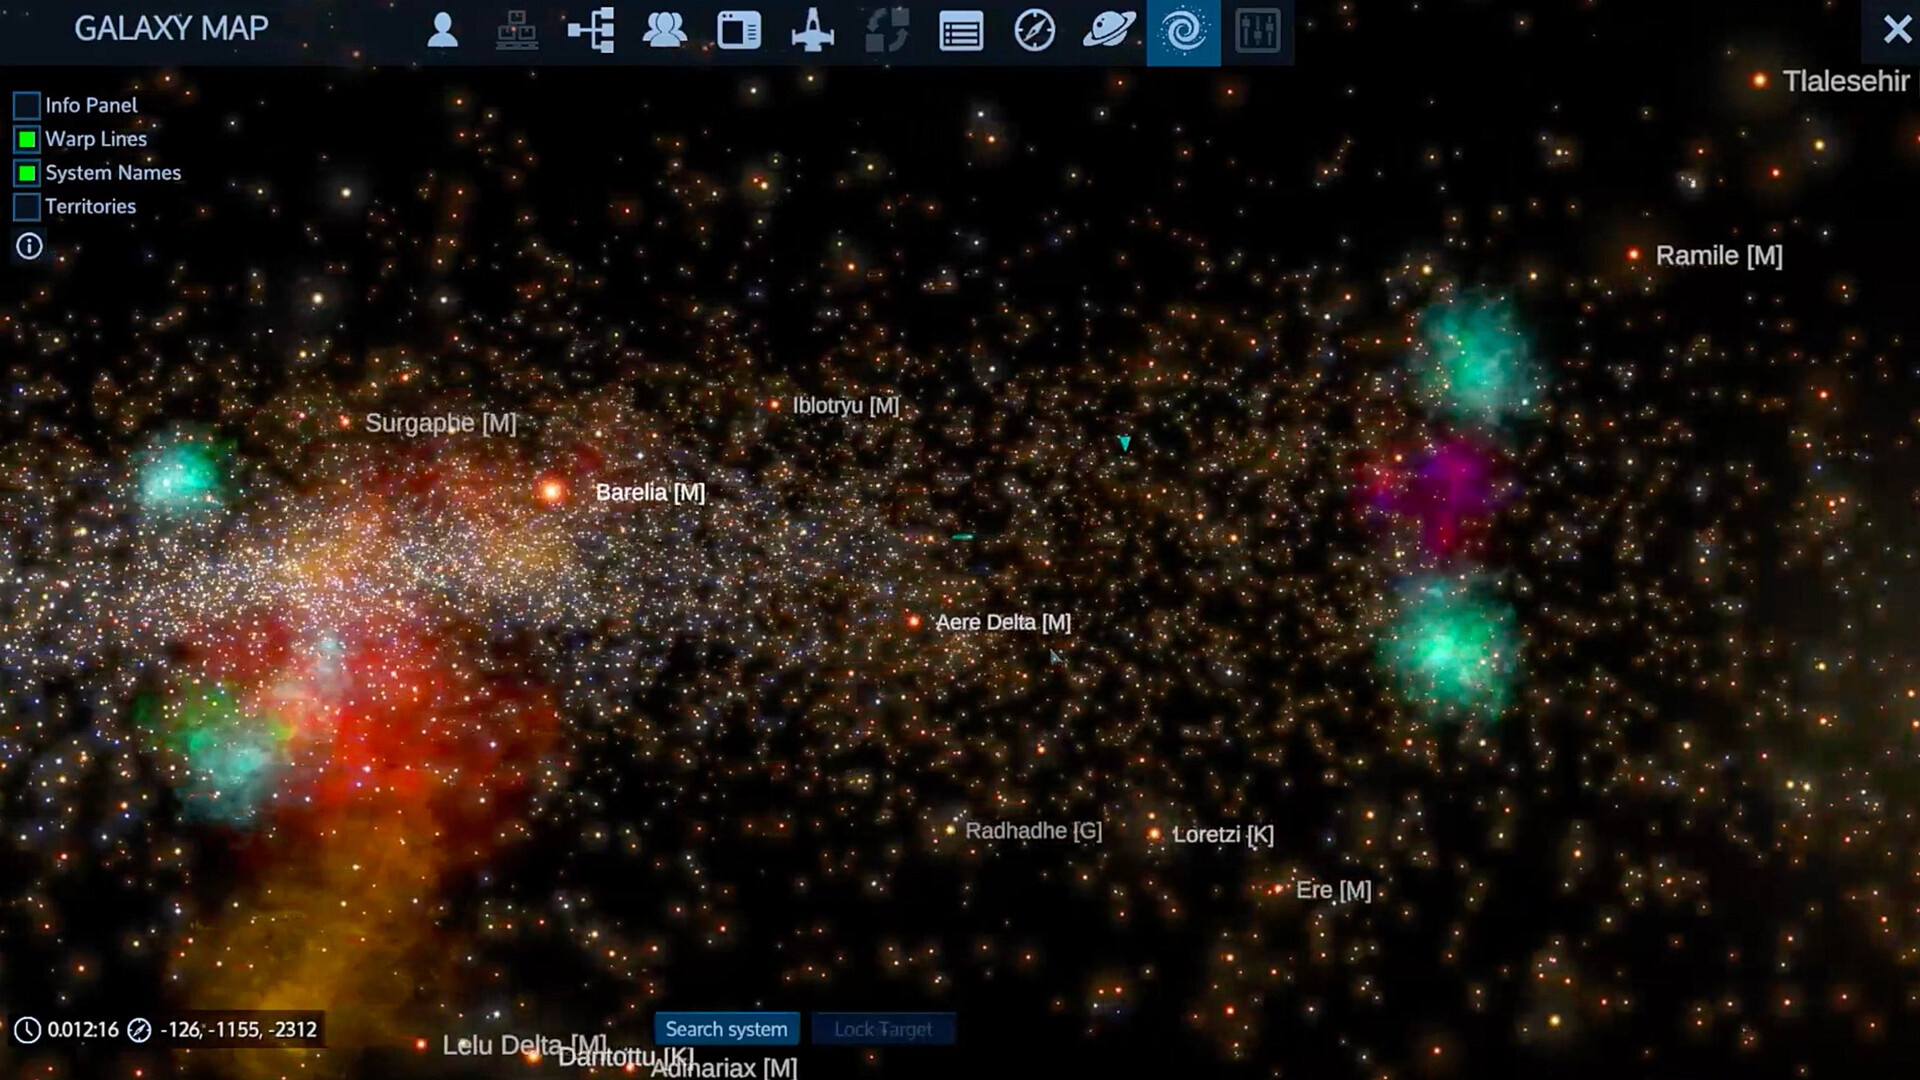 GALAXY MAP
Info Panel
Warp Lines
System Names
Territories
Tlalesehir
Ramile [M]
Iblotryu [M]
Surgaphe [M]
Barelia [M]
Aere Delta [M]
Radhadhe [G]
Loretzi [K]
Ere [M]
0.012:16 -126, -1155, -2312
Search system
Lock Target
Lelu Delta [M]
Dantottu [K]
Adhariax [M]